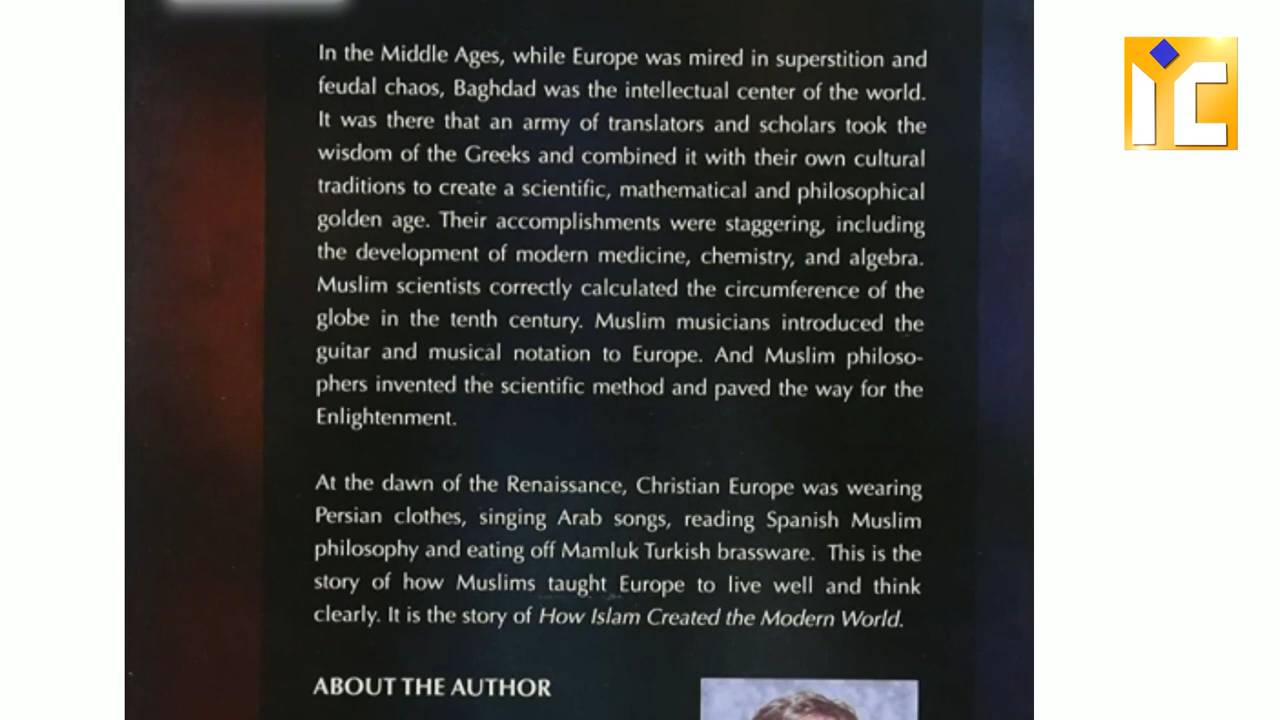 In the Middle Ages, while Europe was mired in superstition and
feudal chaos, Baghdad was the intellectual center of the world.
It was there that an army of translators and scholars took the
wisdom of the Greeks and combined it with their own cultural
traditions to create a scientific, mathematical and philosophical
golden age. Their accomplishments were staggering, including
the development of modern medicine, chemistry, and algebra.
Muslim scientists correctly calculated the circumference of the
globe in the tenth century. Muslim musicians introduced the
guitar and musical notation to Europe. And Muslim philoso-
phers invented the scientific method and paved the way for the
Enlightenment.
At the dawn of the Renaissance, Christian Europe was wearing
Persian clothes, singing Arab songs, reading Spanish Muslim
philosophy and eating off Mamluk Turkish brassware. This is the
story of how Muslims taught Europe to live well and think
clearly. It is the story of How Islam Created the Modern World.
ABOUT THE AUTHOR
YC